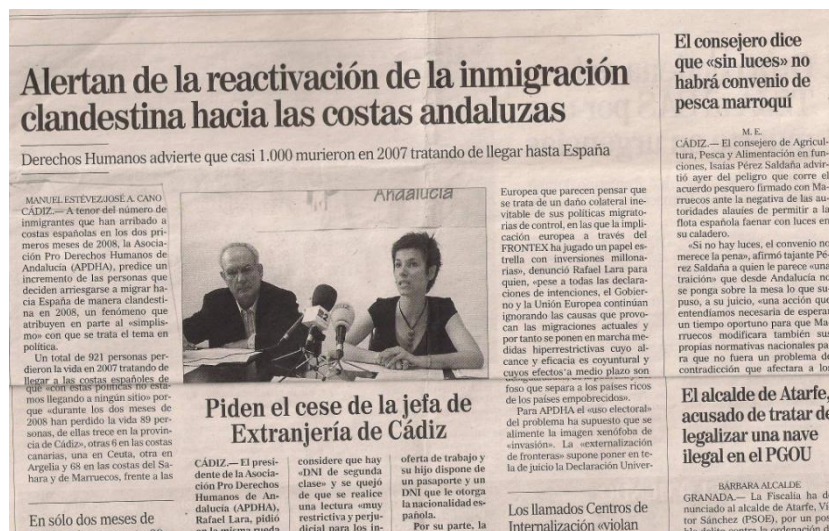 Alertan de la reactivación de la inmigración
clandestina hacia las costas andaluzas
Derechos Humanos advierte que casi 1.000 murieron en 2007 tratando de llegar hasta España
MANUEL ESTÉVEZ/JOSÉ A. CANO
CÁDIZ.— A tenor del número de
inmigrantes que han arribado a
costas españolas en los dos pri-
meros meses de 2008, la Asocia-
ción Pro Derechos Humanos de
Andalucía (APDHA), predice un
incremento de las personas que
deciden arriesgarse a migrar ha-
cia España de manera clandesti-
na en 2008, un fenómeno que
atribuyen en parte al «simplis-
mo» con que se trata el tema en
política.
Un total de 921 personas per-
dieron la vida en 2007 tratando de
llegar a las costas españoles de
que «con estas políticas no esta-
mos llegando a ningún sitio» por-
que «durante los dos meses de
2008 han perdido la vida 89 per-
sonas, de ellas trece en la provin-
cia de Cádiz», otras 6 en las costas
canarias, una en Ceuta, otra en
Argelia y 68 en las costas del Sa-
hara y de Marruecos, frente a las
En sólo dos meses de
Andalucía
Piden el cese de la jefa de
Extranjería de Cádiz
CÁDIZ.— El presi-
dente de la Asocia-
ción Pro Derechos
Humanos de An-
dalucía (APDHA),
Rafael Lara, pidió
en la misma rueda
considere que hay
«DNI de segunda
clase» y se quejó
de que se realice
una lectura «muy
restrictiva y perju-
dicial para los in-
oferta de trabajo y
su hijo dispone de
un pasaporte y un
DNI que le otorga
la nacionalidad es-
pañola.
Por su parte, la
Europea que parecen pensar que
se trata de un daño colateral ine-
vitable de sus políticas migrato-
rias de control, en las que la impli-
cación europea a través del
FRONTEX ha jugado un papel es-
trella con inversiones millona-
rias», denunció Rafael Lara para
quien, «pese a todas las declara-
ciones de intenciones, el Gobier-
no y la Unión Europea continúan
ignorando las causas que provo-
can las migraciones actuales y
por tanto se ponen en marcha me-
didas hiperrestrictivas cuyo al-
cance y eficacia es coyuntural y
cuyos efectos a medio plazo son
foso que separa a los países ricos
de los países empobrecidos».
Para APDHA el «uso electoral»
del problema ha supuesto que se
alimente la imagen xenófoba de
«invasión». La «externalización
de fronteras» supone poner en te-
la de juicio la Declaración Univer-
Los llamados Centros de
Internalización «violan
El consejero dice
que «sin luces» no
habrá convenio de
pesca marroquí
M. E.
CÁDIZ.— El consejero de Agricul-
tura, Pesca y Alimentación en fun-
ciones, Isaías Pérez Saldaña advir-
tió ayer del peligro que corre el
acuerdo pesquero firmado con Ma-
rruecos ante la negativa de las au-
toridades alauíes de permitir a la
flota española faenar con luces en
su caladero.
«Si no hay luces, el convenio no
merece la pena», afirmó tajante Pé-
rez Saldaña a quien le parece «una
traición» que desde Andalucía no
se ponga sobre la mesa lo que su-
puso, a su juicio, «una acción que
entendíamos necesaria de esperar
un tiempo oportuno para que Ma-
rruecos modificara también sus
propias normativas nacionales pa-
ra que no fuera un problema de
contradicción que afectara a los
El alcalde de Atarfe,
acusado de tratar de
legalizar una nave
ilegal en el PGOU
BÁRBARA ALCALDE
GRANADA.— La Fiscalía ha d
nunciado al alcalde de Atarfe, Ví
tor Sánchez (PSOE), por un po